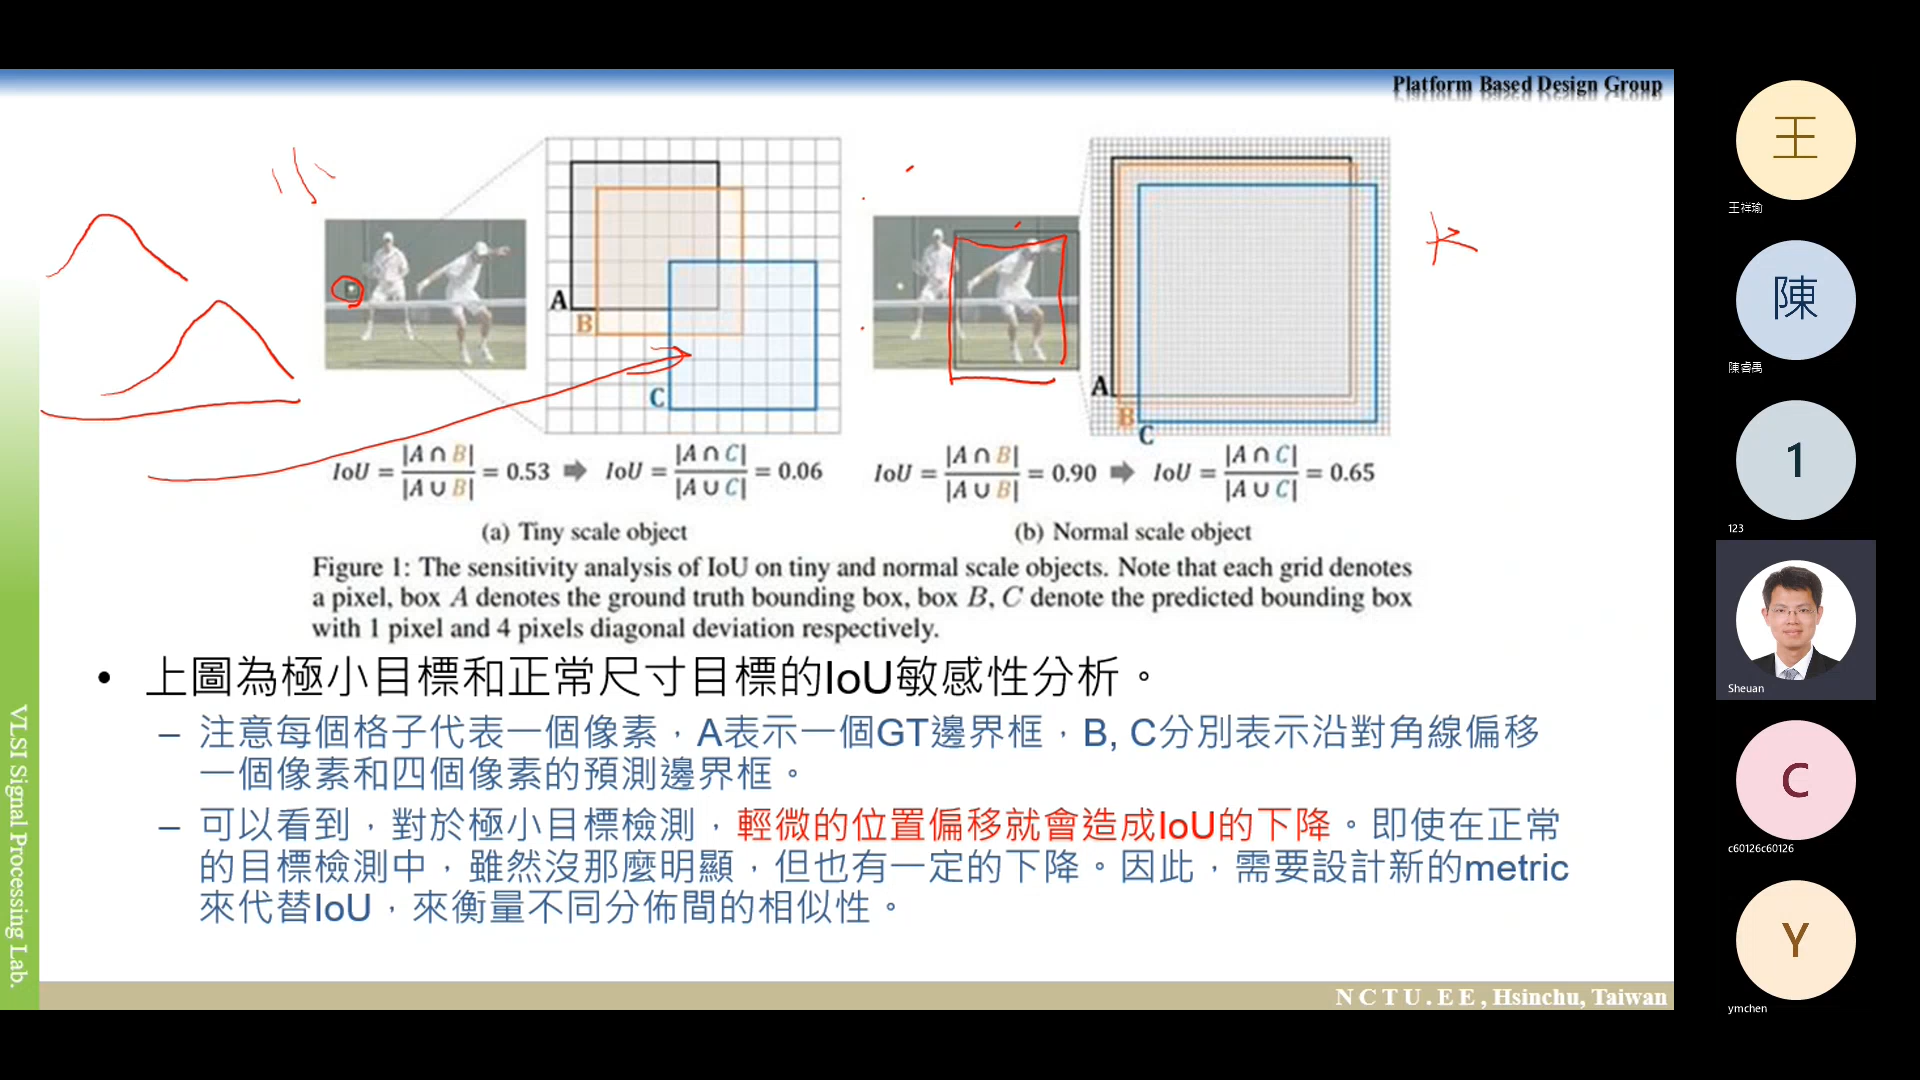 Platform Based Design Group
小
大
A
B
C
A
B
C
IoU = |A ∩ B| / |A ∪ B| = 0.53 ➡ IoU = |A ∩ C| / |A ∪ C| = 0.06
IoU = |A ∩ B| / |A ∪ B| = 0.90 ➡ IoU = |A ∩ C| / |A ∪ C| = 0.65
(a) Tiny scale object
(b) Normal scale object
Figure 1: The sensitivity analysis of IoU on tiny and normal scale objects. Note that each grid denotes
a pixel, box A denotes the ground truth bounding box, box B, C denote the predicted bounding box
with 1 pixel and 4 pixels diagonal deviation respectively.
• 上圖為極小目標和正常尺寸目標的IoU敏感性分析。
– 注意每個格子代表一個像素，A表示一個GT邊界框，B, C分別表示沿對角線偏移
一個像素和四個像素的預測邊界框。
– 可以看到，對於極小目標檢測，輕微的位置偏移就會造成IoU的下降。即使在正常
的目標檢測中，雖然沒那麼明顯，但也有一定的下降。因此，需要設計新的metric
來代替IoU，來衡量不同分佈間的相似性。
VLSI Signal Processing Lab.
NCTU.EE, Hsinchu, Taiwan
王
王祥瑜
陳
陳睿禹
1
123
Sheuan
C
c60126c60126
Y
ymchen